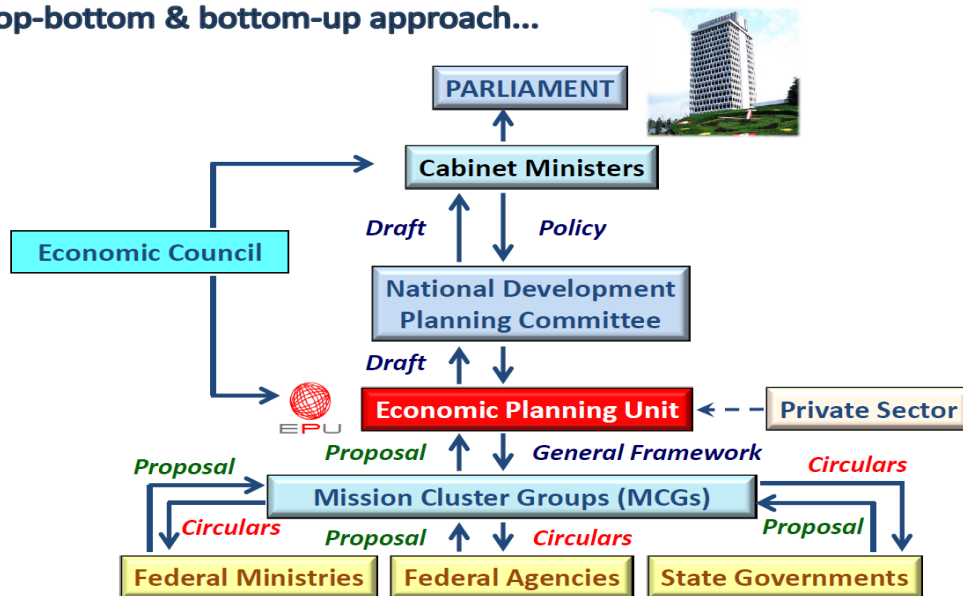 op-bottom & bottom-up approach...
PARLIAMENT
Cabinet Ministers
Draft
Policy
Economic Council
National Development
Planning Committee
Draft
EPU
Economic Planning Unit
Private Sector
Proposal
General Framework
Proposal
Circulars
Mission Cluster Groups (MCGs)
Circulars
Proposal
Circulars
Proposal
Federal Ministries
Federal Agencies
State Governments